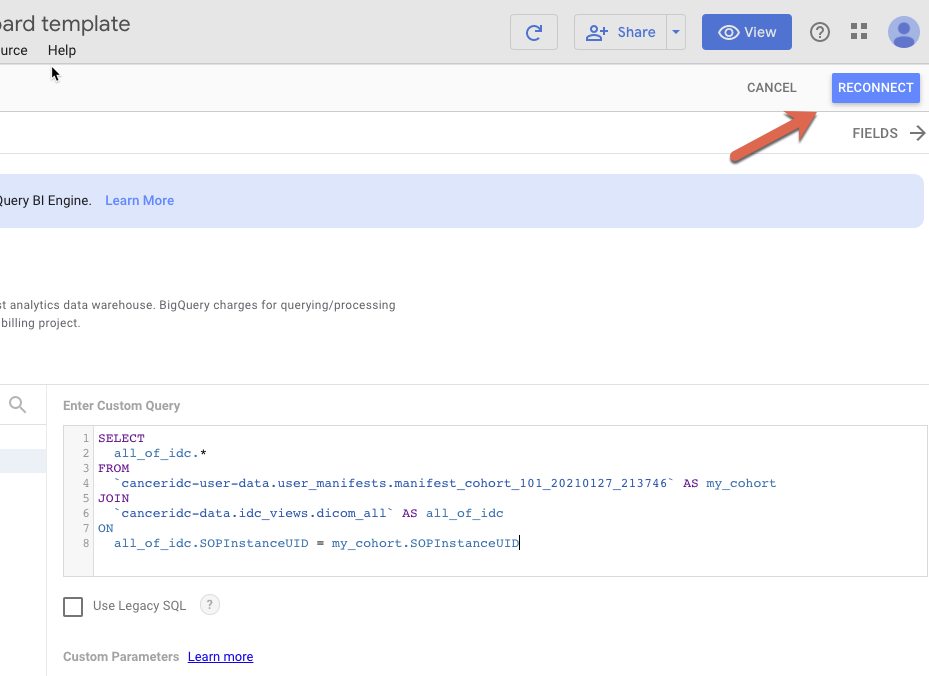 ard template
urce Help
Share
View
CANCEL
RECONNECT
FIELDS
Query BI Engine. Learn More
t analytics data warehouse. BigQuery charges for querying/processing
billing project.
Enter Custom Query
1 SELECT
2 all_of_idc.*
3 FROM
4 `canceridc-user-data.user_manifests.manifest_cohort_101_20210127_213746` AS my_cohort
5 JOIN
6 `canceridc-data.idc_views.dicom_all` AS all_of_idc
7 ON
8 all_of_idc.SOPInstanceUID = my_cohort.SOPInstanceUID
Use Legacy SQL ?
Custom Parameters Learn more